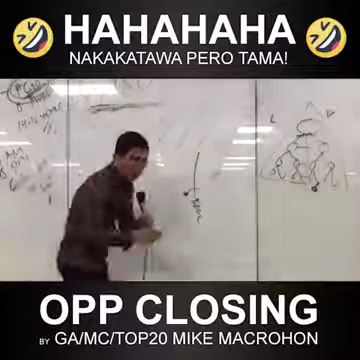 HAHAHAHA
NAKAKATAWA PERO TAMA!
OPP CLOSING
BY GA/MC/TOP20 MIKE MACROHON